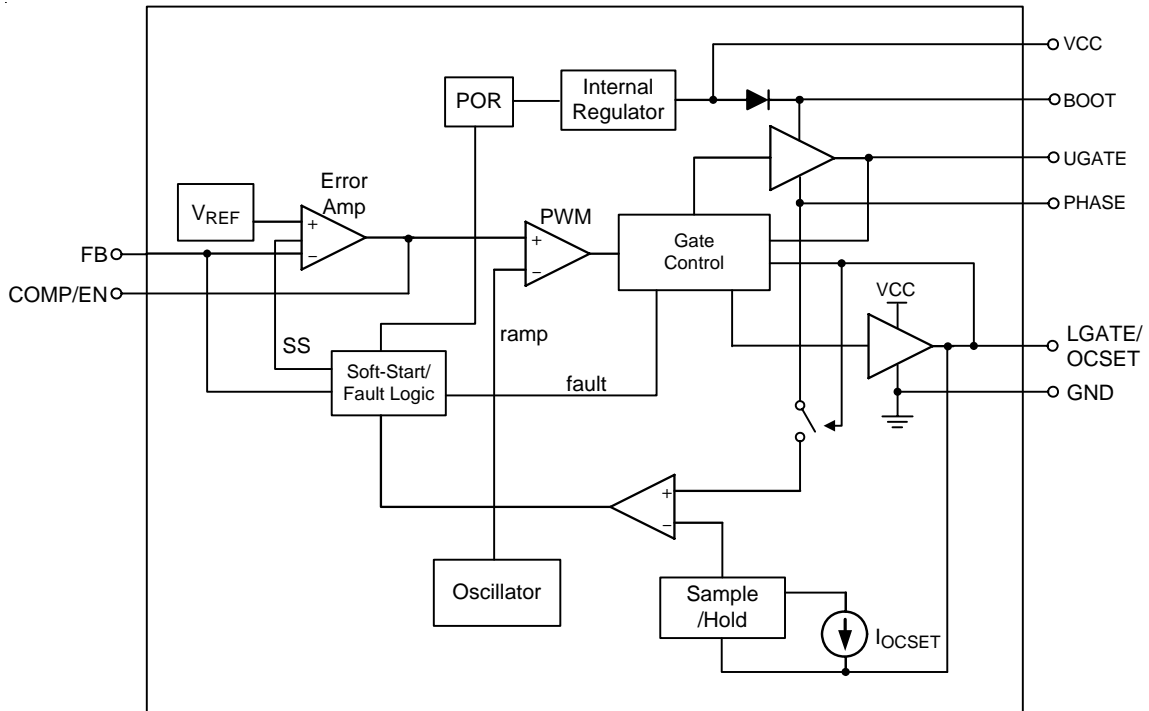 VCC
POR
Internal
Regulator
BOOT
UGATE
PHASE
Error
Amp
VREF
+
−
PWM
+
−
Gate
Control
FB
COMP/EN
VCC
LGATE/
OCSET
SS
ramp
Soft-Start/
Fault Logic
fault
GND
+
−
Oscillator
Sample
/Hold
IOCSET